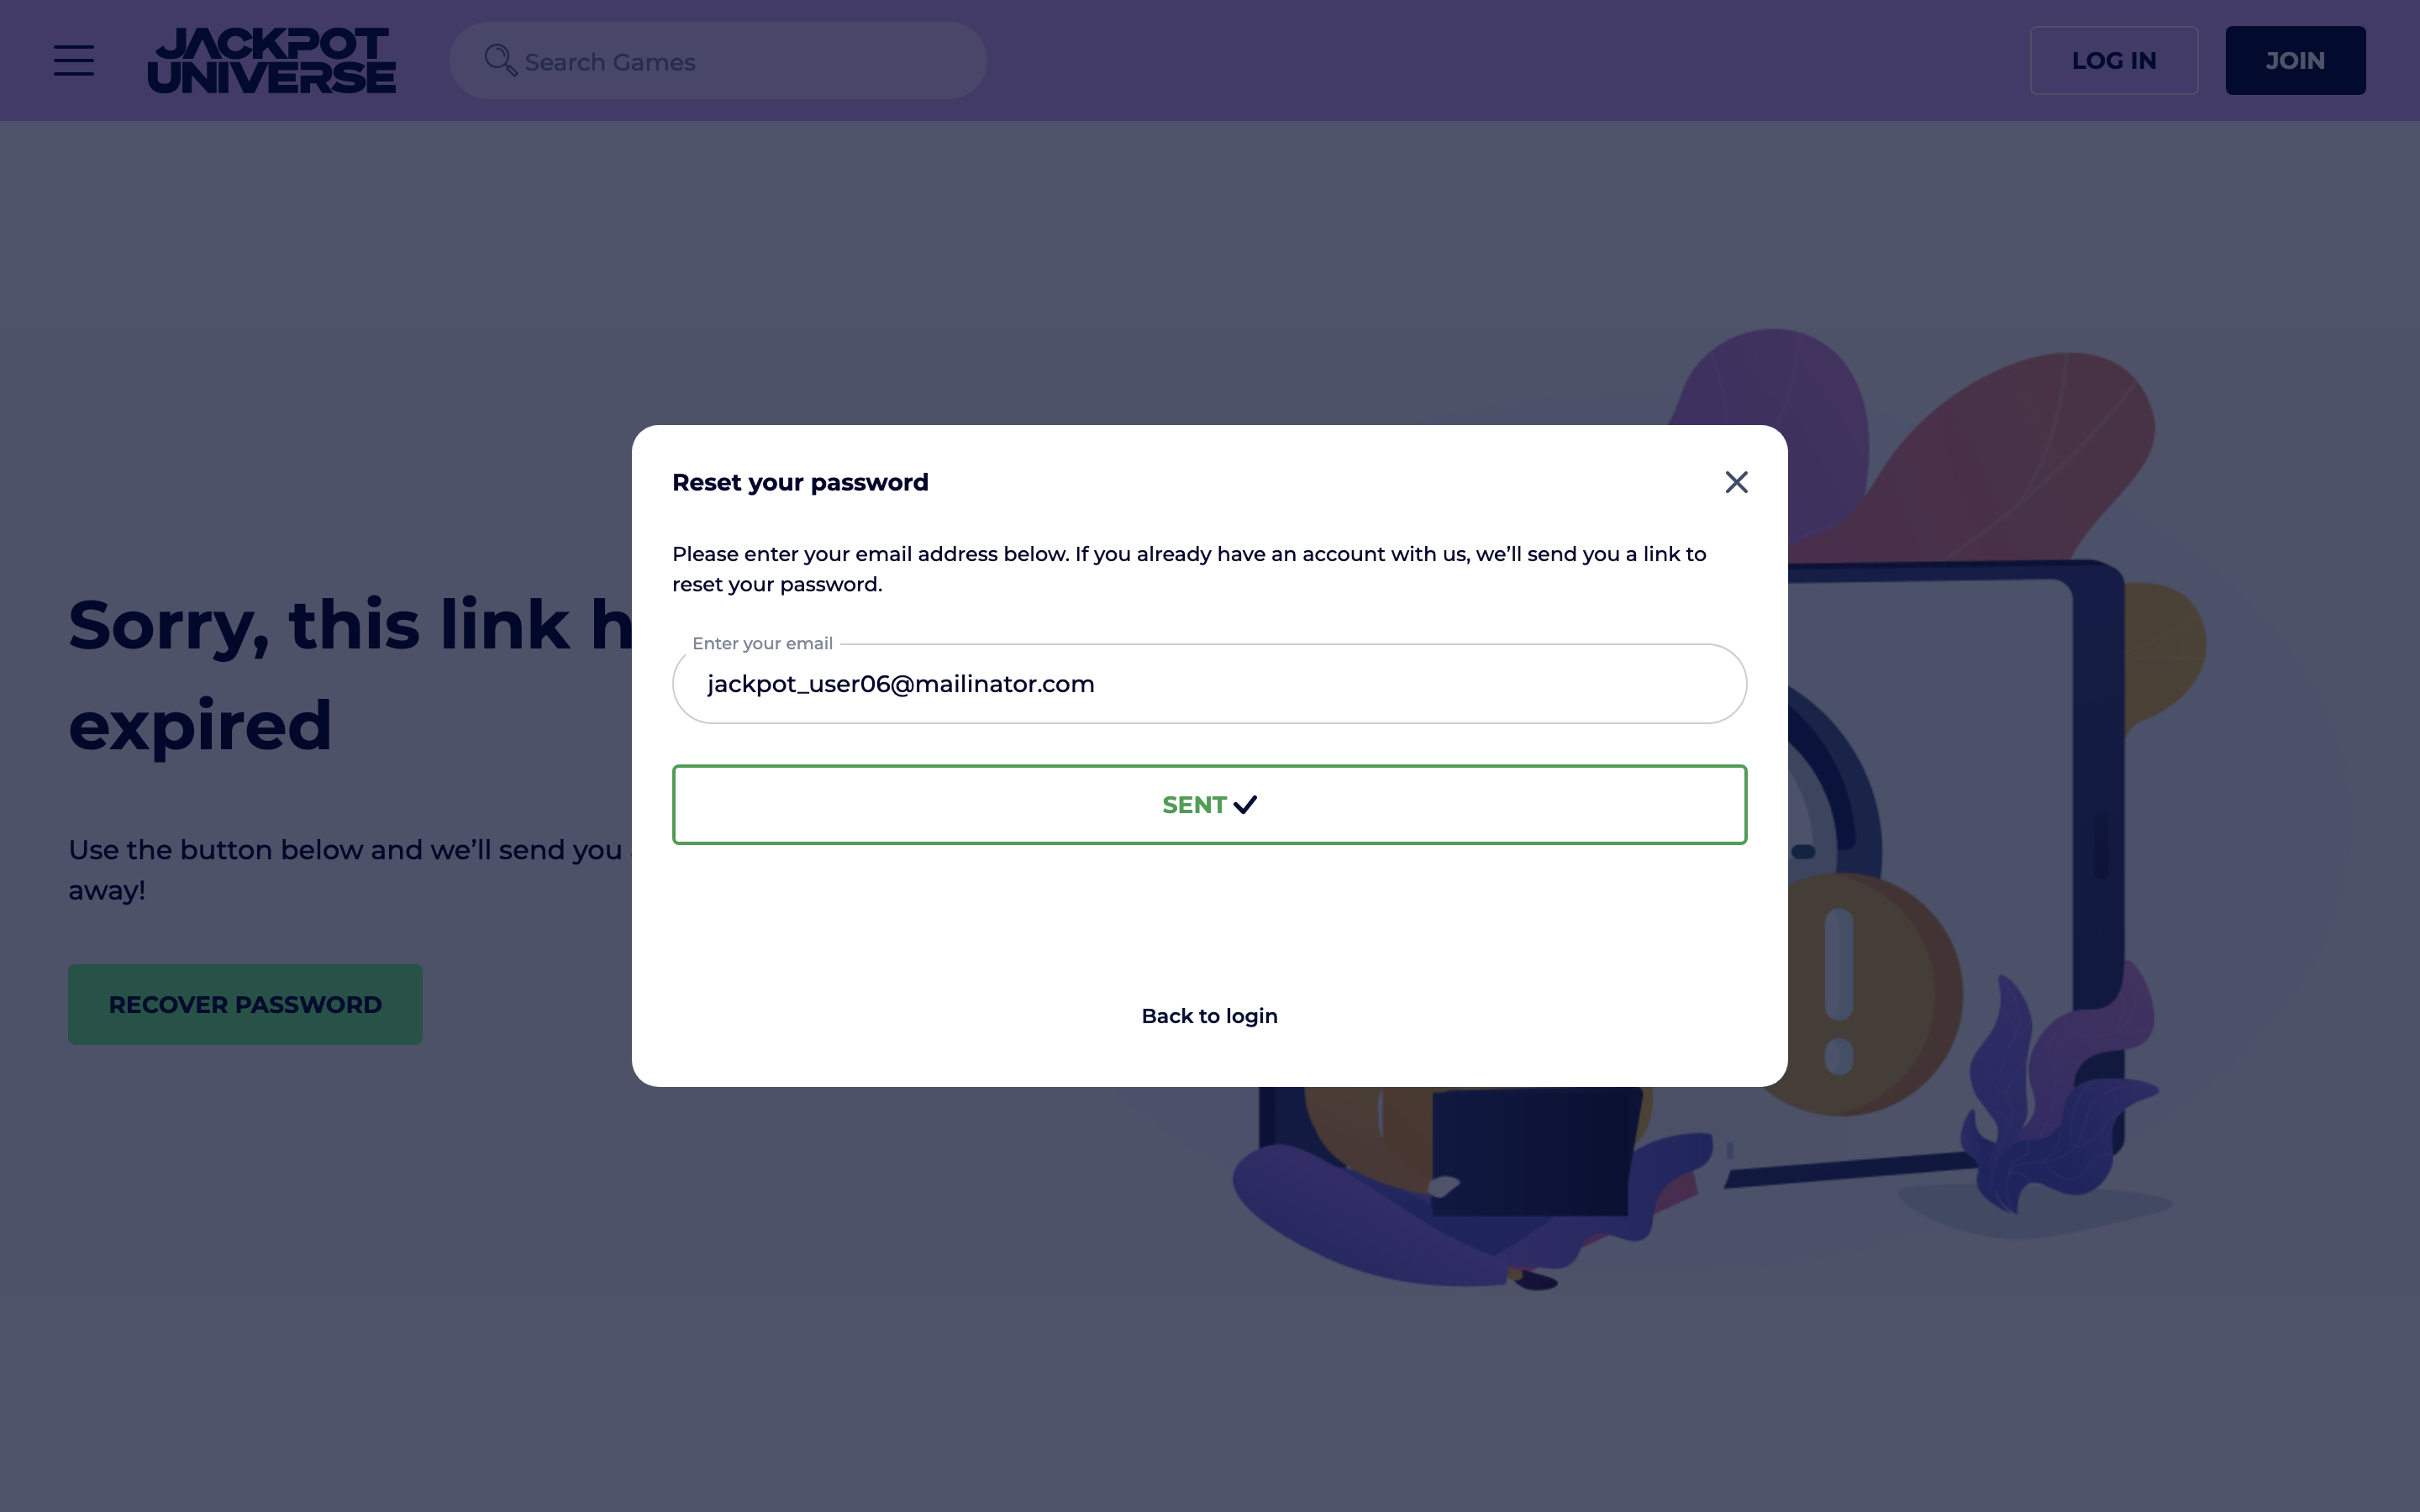 JACKPOT
UNIVERSE
Search Games
LOG IN
JOIN
Sorry, this link h
expired
Use the button below and we’ll send you
away!
RECOVER PASSWORD
Reset your password
Please enter your email address below. If you already have an account with us, we’ll send you a link to
reset your password.
Enter your email
jackpot_user06@mailinator.com
SENT
Back to login